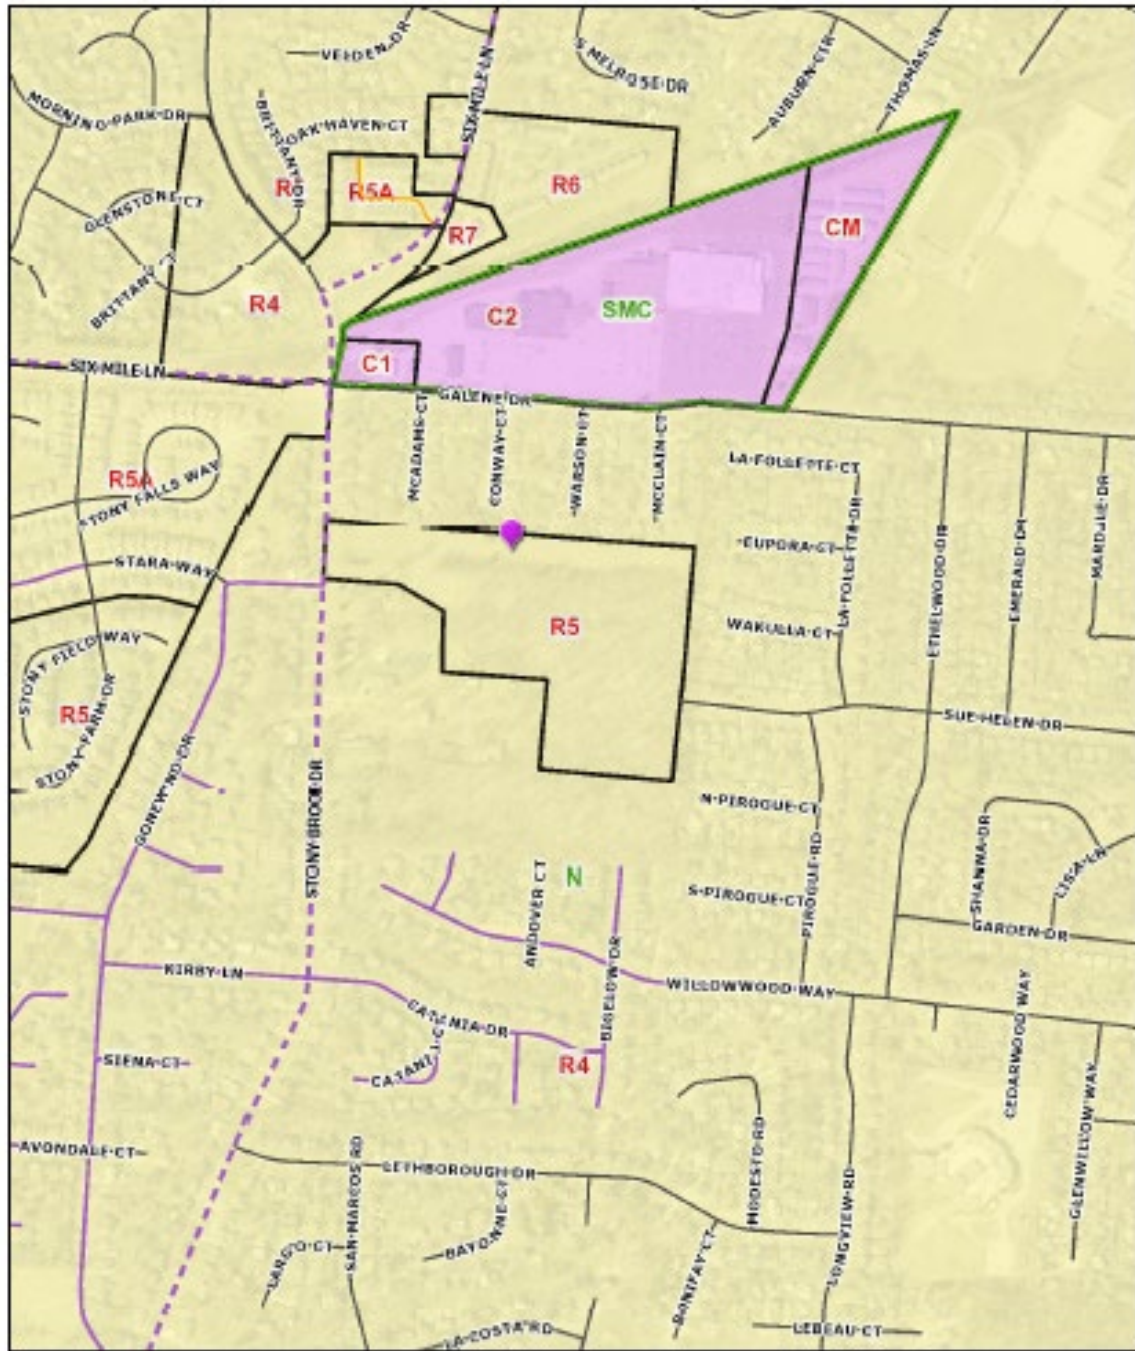 VELDEN DR
SIX MILE LN
S MELROSE DR
AUBURN CIR
THOMAS LN
MORNING PARK DR
BRITTANY DR
OAK HAVEN CT
R5A
R6
GLENSTONE CT
R7
CM
BRITTANY CT
R4
C2
SMC
C1
SIX MILE LN
GALENE DR
MCADAMS CT
CONWAY CT
WARSON CT
MCCLAIN CT
LA FOLLETTE CT
R5A
STONY FALLS WAY
LA FOLLETTA DR
ETHELWOOD DR
EMERALD DR
EUPORA CT
STARA WAY
R5
WAKULLA CT
STONY FIELD WAY
R5
STONY FARM DR
SUE HELEN DR
STONY BROOK DR
N PIROGUE CT
PIROGUE RD
SHANNA DR
LISA LN
ANDOVER CT
N
S PIROGUE CT
GARDEN DR
KIRBY LN
BIGELOW DR
WILLOWWOOD WAY
CATANIA DR
CEDARWOOD WAY
SIENA CT
R4
AVONDALE CT
SAN MARCOS RD
LETHBOROUGH DR
MODESTO RD
LONGVIEW RD
GLENWILLOW WAY
BAYONNE CT
LARGO CT
BONIFAY CT
LA COSTA RD
LEBEAU CT